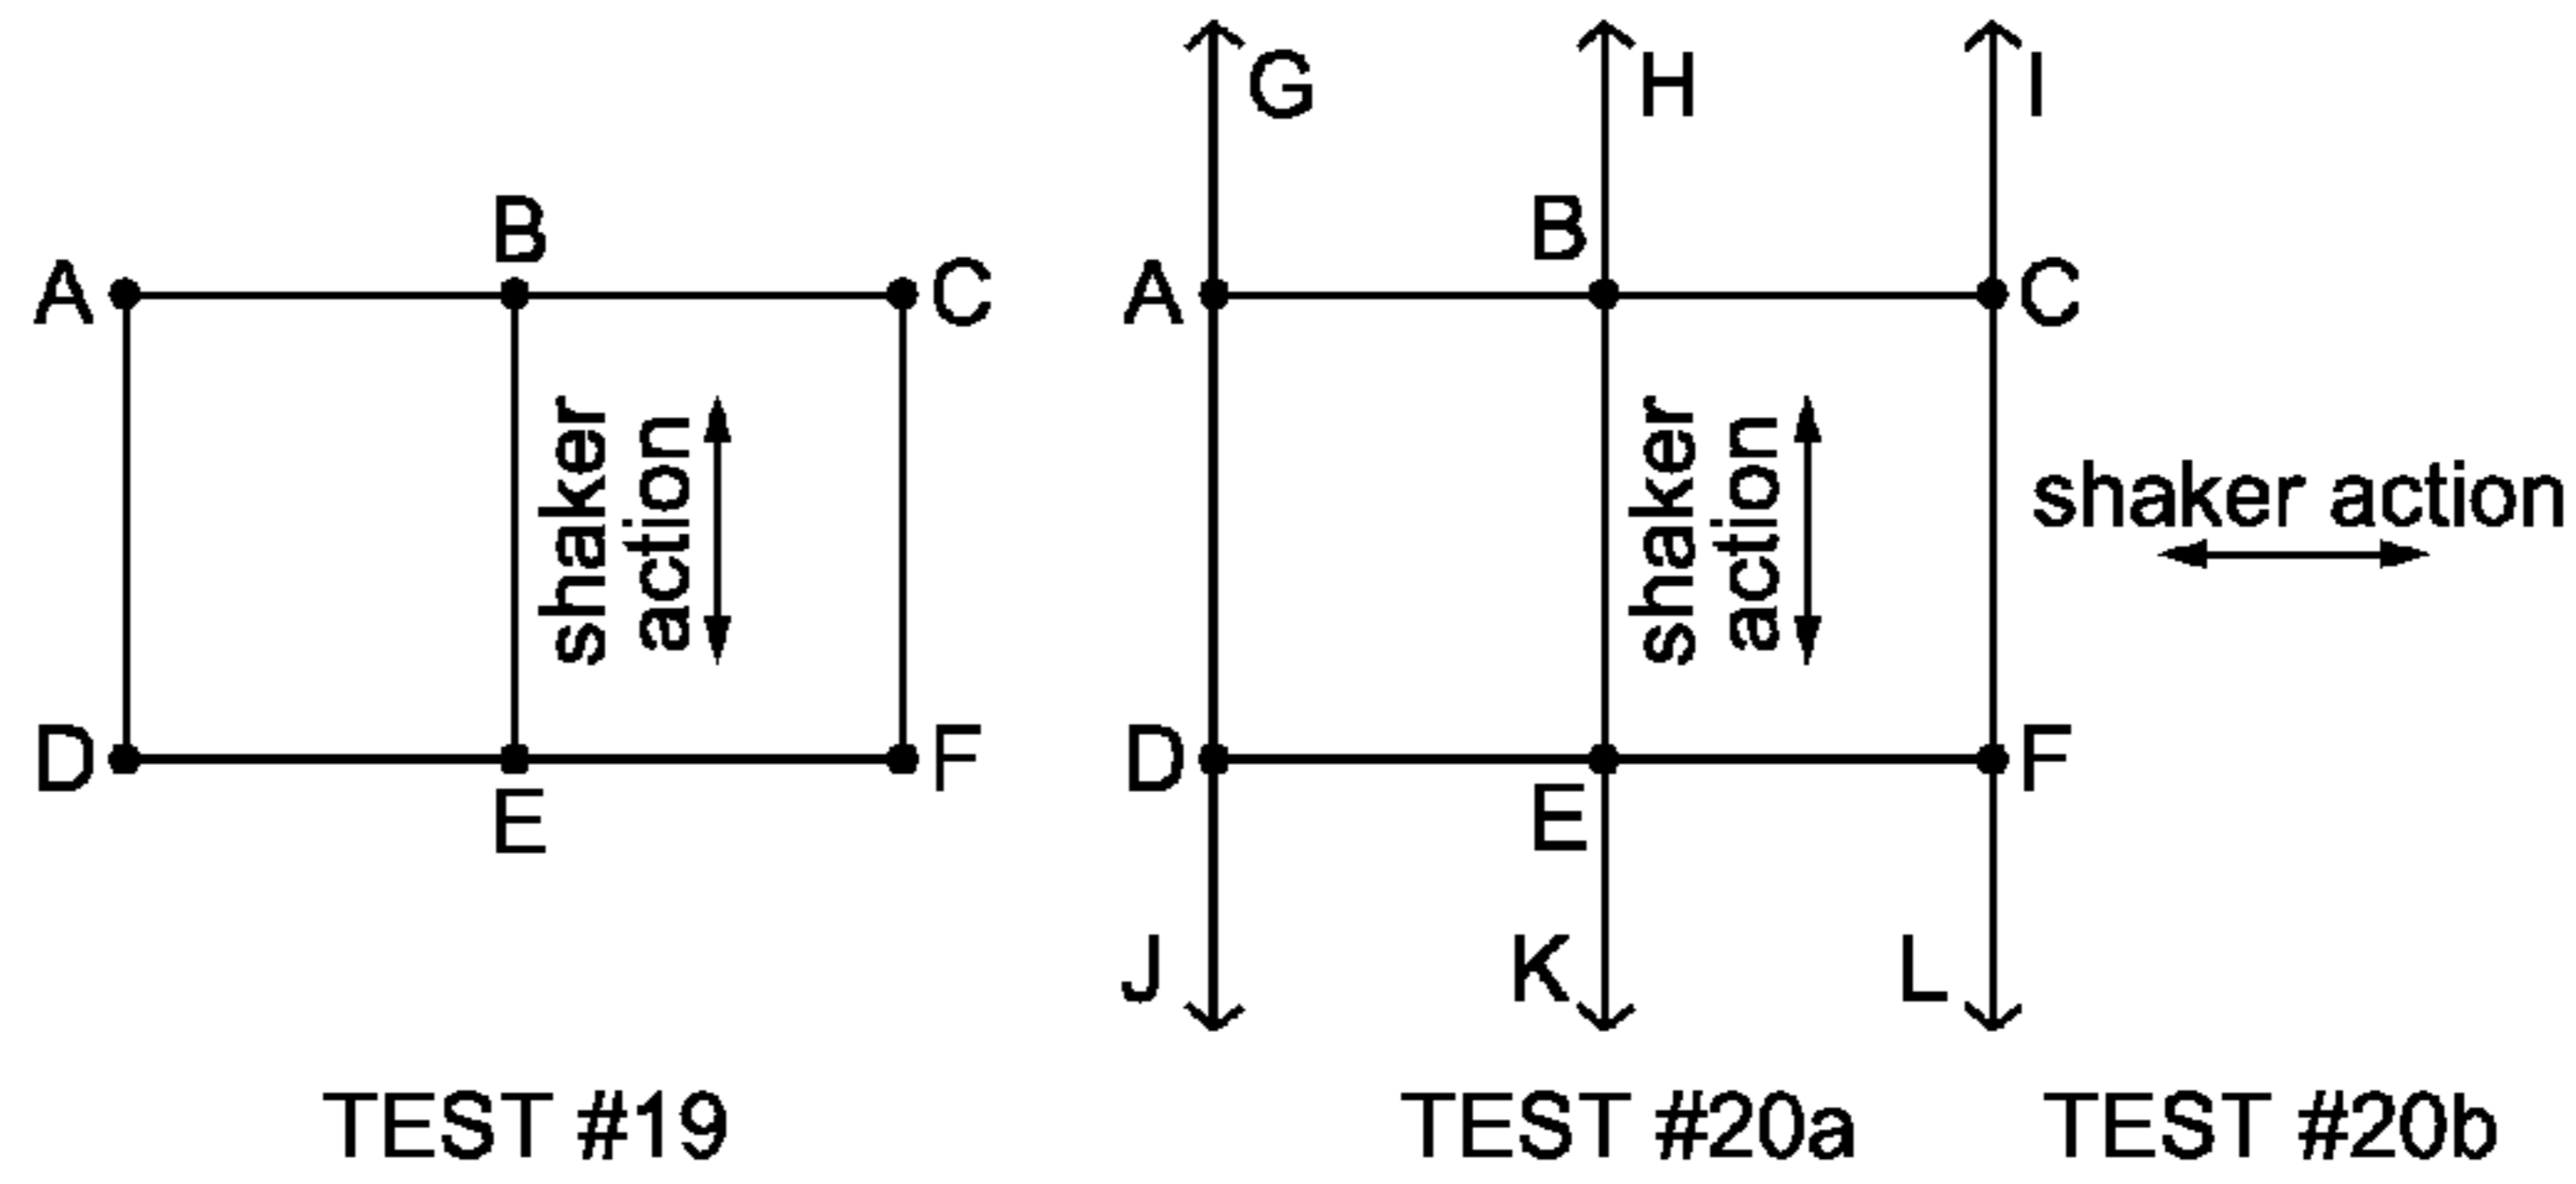 G
H
I
B
B
A
C
A
C
shaker
action
shaker
action
shaker action
D
F
D
F
E
E
J
K
L
TEST #19
TEST #20a
TEST #20b